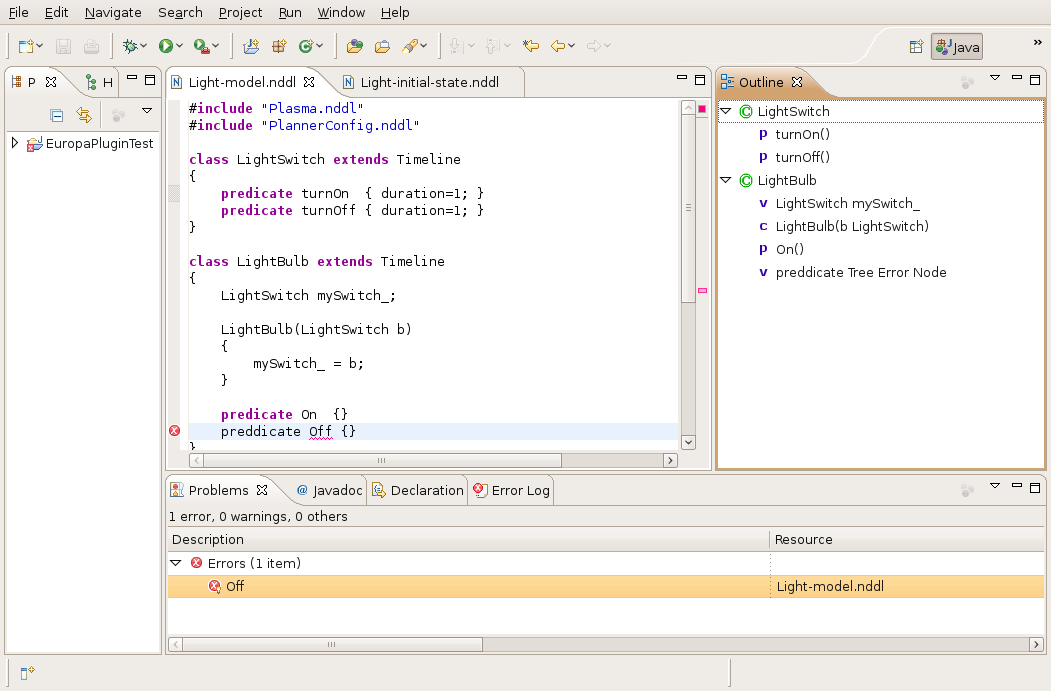 File Edit Navigate Search Project Run Window Help
Java »
P H
EuropaPluginTest
Light-model.nddl Light-initial-state.nddl
#include "Plasma.nddl"
#include "PlannerConfig.nddl"
class LightSwitch extends Timeline
{
predicate turnOn { duration=1; }
predicate turnOff { duration=1; }
}
class LightBulb extends Timeline
{
LightSwitch mySwitch_;
LightBulb(LightSwitch b)
{
mySwitch_ = b;
}
predicate On {}
preddicate Off {}
}
Outline
LightSwitch
p turnOn()
p turnOff()
LightBulb
v LightSwitch mySwitch_
c LightBulb(b LightSwitch)
p On()
v preddicate Tree Error Node
Problems @ Javadoc Declaration Error Log
1 error, 0 warnings, 0 others
Description Resource
Errors (1 item)
Off Light-model.nddl